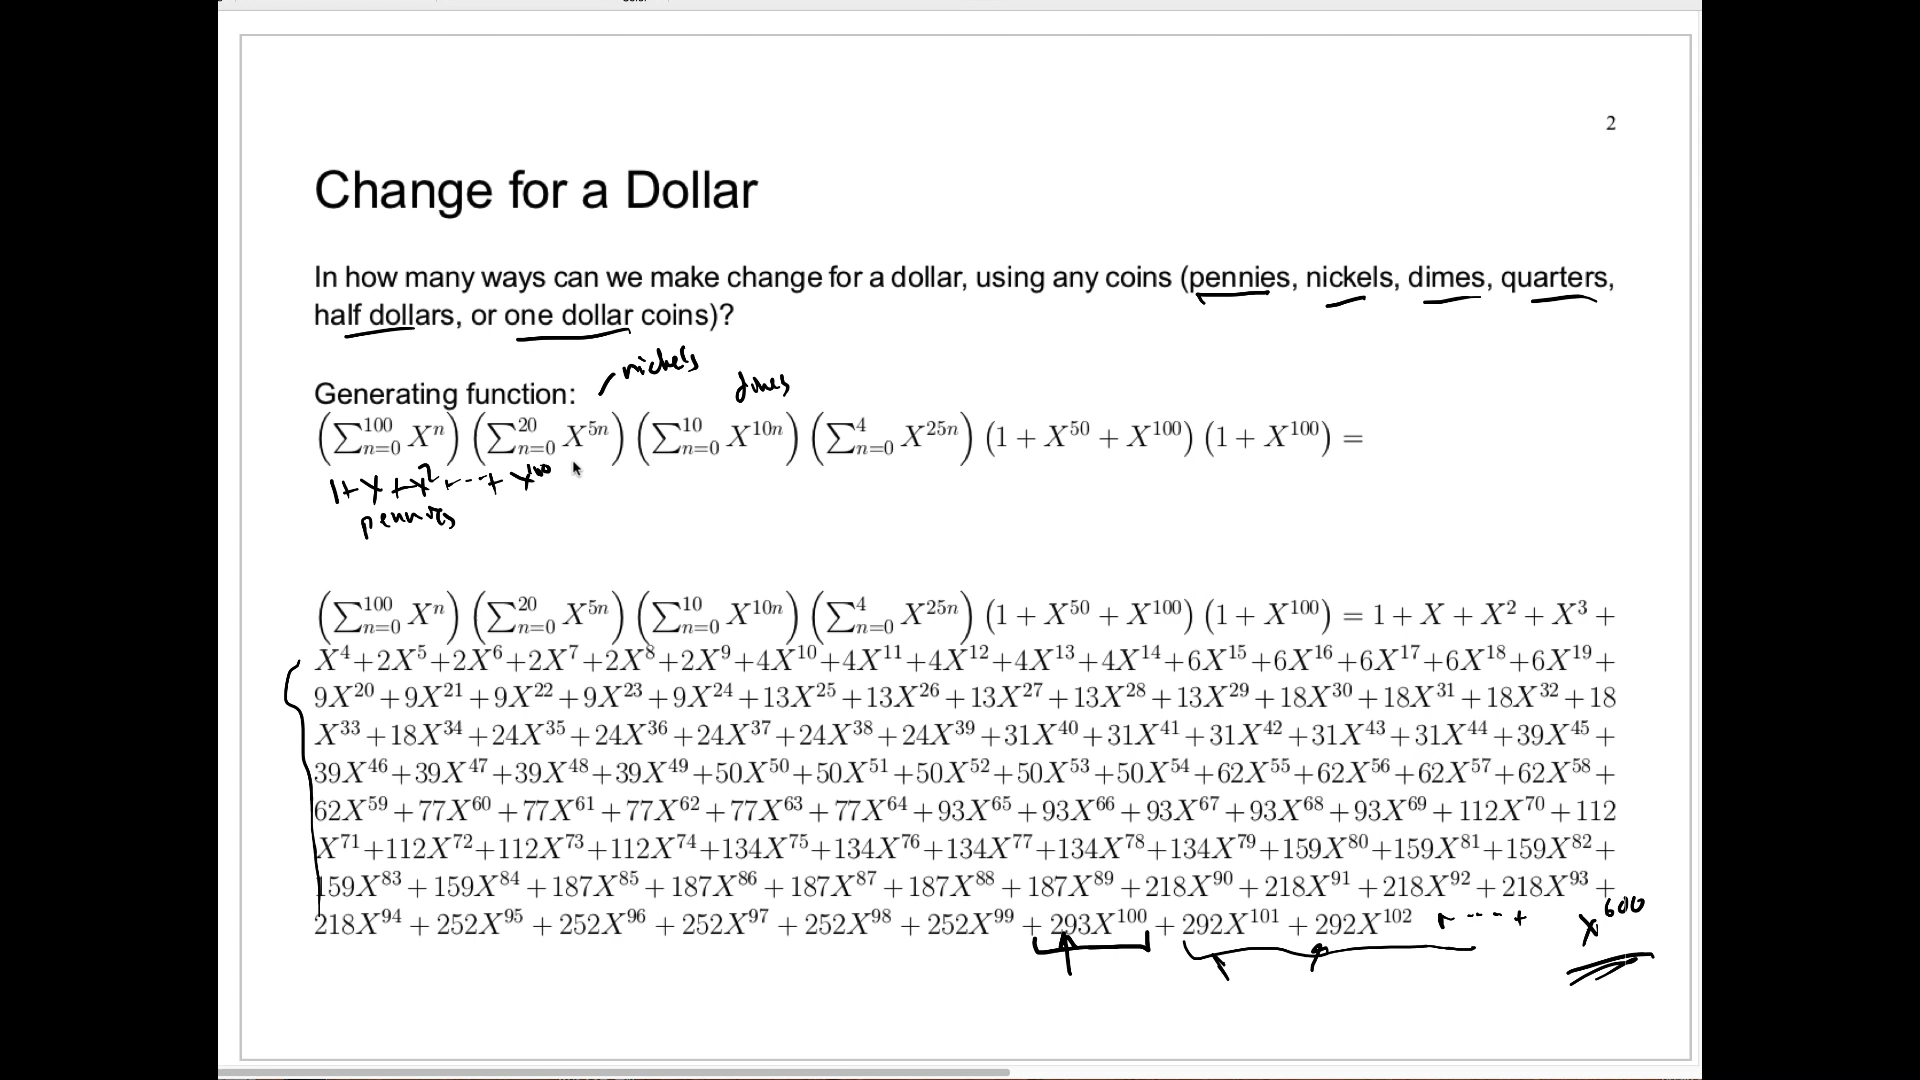 2
Change for a Dollar
In how many ways can we make change for a dollar, using any coins (pennies, nickels, dimes, quarters,
half dollars, or one dollar coins)?
nickels
dimes
Generating function:
(∑_{n=0}^{100} X^n) (∑_{n=0}^{20} X^{5n}) (∑_{n=0}^{10} X^{10n}) (∑_{n=0}^{4} X^{25n}) (1 + X^{50} + X^{100}) (1 + X^{100}) =
1+X+X^2+---+X^{100}
pennies
(∑_{n=0}^{100} X^n) (∑_{n=0}^{20} X^{5n}) (∑_{n=0}^{10} X^{10n}) (∑_{n=0}^{4} X^{25n}) (1 + X^{50} + X^{100}) (1 + X^{100}) = 1 + X + X^2 + X^3 +
X^4+2X^5+2X^6+2X^7+2X^8+2X^9+4X^{10}+4X^{11}+4X^{12}+4X^{13}+4X^{14}+6X^{15}+6X^{16}+6X^{17}+6X^{18}+6X^{19}+
9X^{20}+9X^{21}+9X^{22}+9X^{23}+9X^{24}+13X^{25}+13X^{26}+13X^{27}+13X^{28}+13X^{29}+18X^{30}+18X^{31}+18X^{32}+18
X^{33}+18X^{34}+24X^{35}+24X^{36}+24X^{37}+24X^{38}+24X^{39}+31X^{40}+31X^{41}+31X^{42}+31X^{43}+31X^{44}+39X^{45}+
39X^{46}+39X^{47}+39X^{48}+39X^{49}+50X^{50}+50X^{51}+50X^{52}+50X^{53}+50X^{54}+62X^{55}+62X^{56}+62X^{57}+62X^{58}+
62X^{59}+77X^{60}+77X^{61}+77X^{62}+77X^{63}+77X^{64}+93X^{65}+93X^{66}+93X^{67}+93X^{68}+93X^{69}+112X^{70}+112
X^{71}+112X^{72}+112X^{73}+112X^{74}+134X^{75}+134X^{76}+134X^{77}+134X^{78}+134X^{79}+159X^{80}+159X^{81}+159X^{82}+
159X^{83}+159X^{84}+187X^{85}+187X^{86}+187X^{87}+187X^{88}+187X^{89}+218X^{90}+218X^{91}+218X^{92}+218X^{93}+
218X^{94}+252X^{95}+252X^{96}+252X^{97}+252X^{98}+252X^{99}+293X^{100}+292X^{101}+292X^{102} +---+ X^{600}